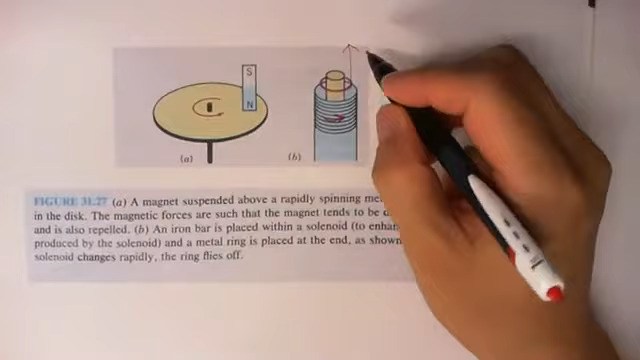 S
N
(a)
(b)
FIGURE 31.27 (a) A magnet suspended above a rapidly spinning
in the disk. The magnetic forces are such that the magnet tends to be
and is also repelled. (b) An iron bar is placed within a solenoid (to
produced by the solenoid) and a metal ring is placed at the end, as shown
solenoid changes rapidly, the ring flies off.